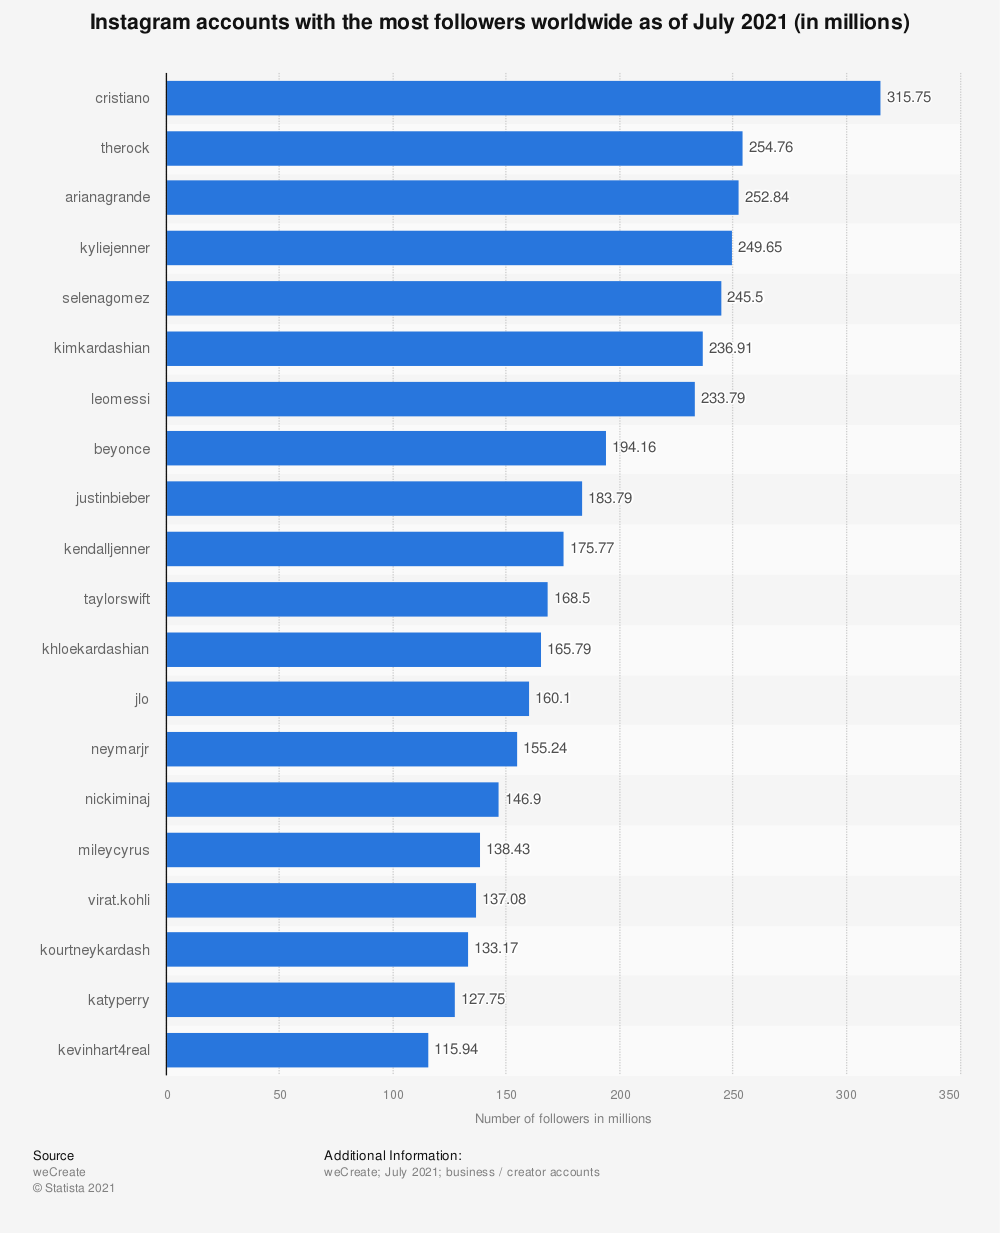 Instagram accounts with the most followers worldwide as of July 2021 (in millions)
cristiano 315.75
therock 254.76
arianagrande 252.84
kyliejenner 249.65
selenagomez 245.5
kimkardashian 236.91
leomessi 233.79
beyonce 194.16
justinbieber 183.79
kendalljenner 175.77
taylorswift 168.5
khloekardashian 165.79
jlo 160.1
neymarjr 155.24
nickiminaj 146.9
mileycyrus 138.43
virat.kohli 137.08
kourtneykardash 133.17
katyperry 127.75
kevinhart4real 115.94
0 50 100 150 200 250 300 350
Number of followers in millions
Source
weCreate
© Statista 2021
Additional Information:
weCreate; July 2021; business / creator accounts